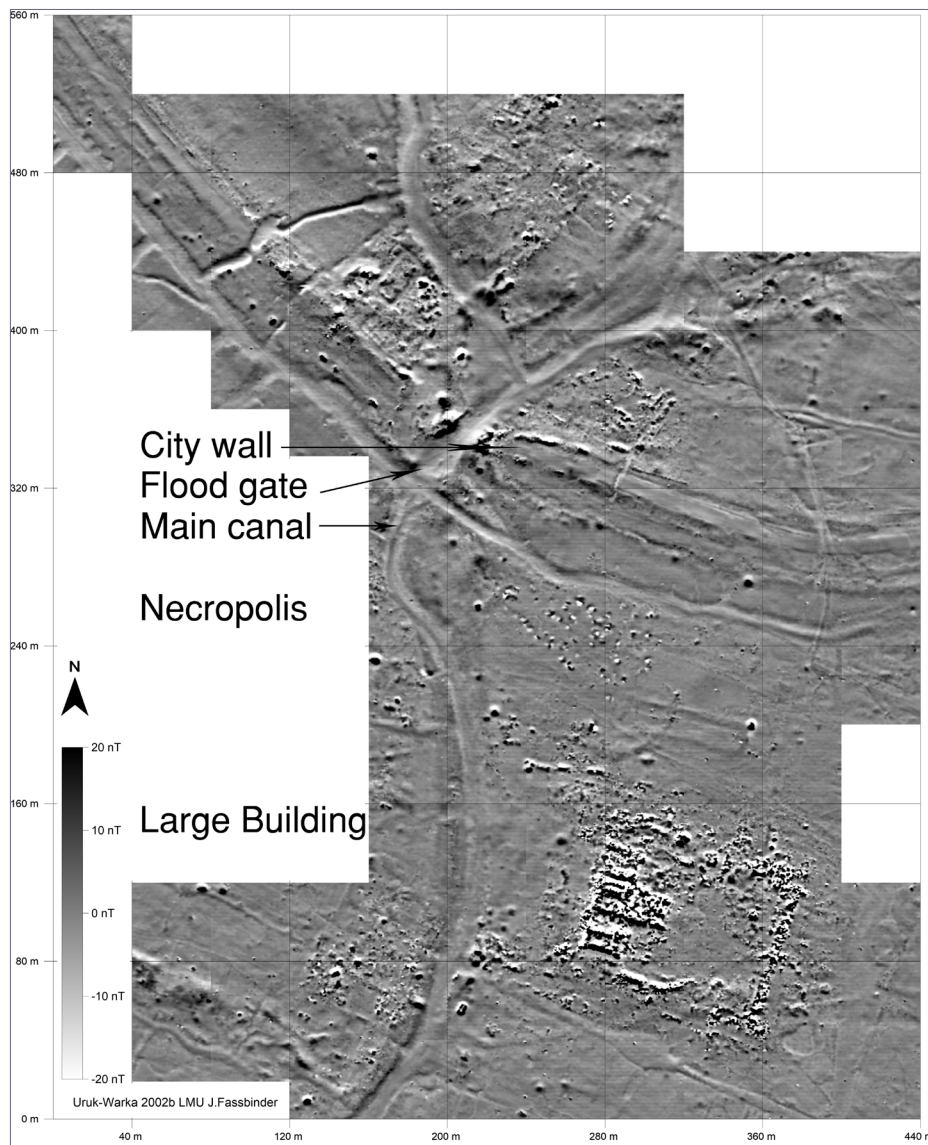 560 m
480 m
400 m
City wall
Flood gate
320 m
Main canal
Necropolis
240 m
N
20 nT
160 m
Large Building
10 nT
0 nT
80 m
-10 nT
-20 nT
Uruk-Warka 2002b LMU J.Fassbinder
0 m
40 m 120 m 200 m 280 m 360 m 440 m